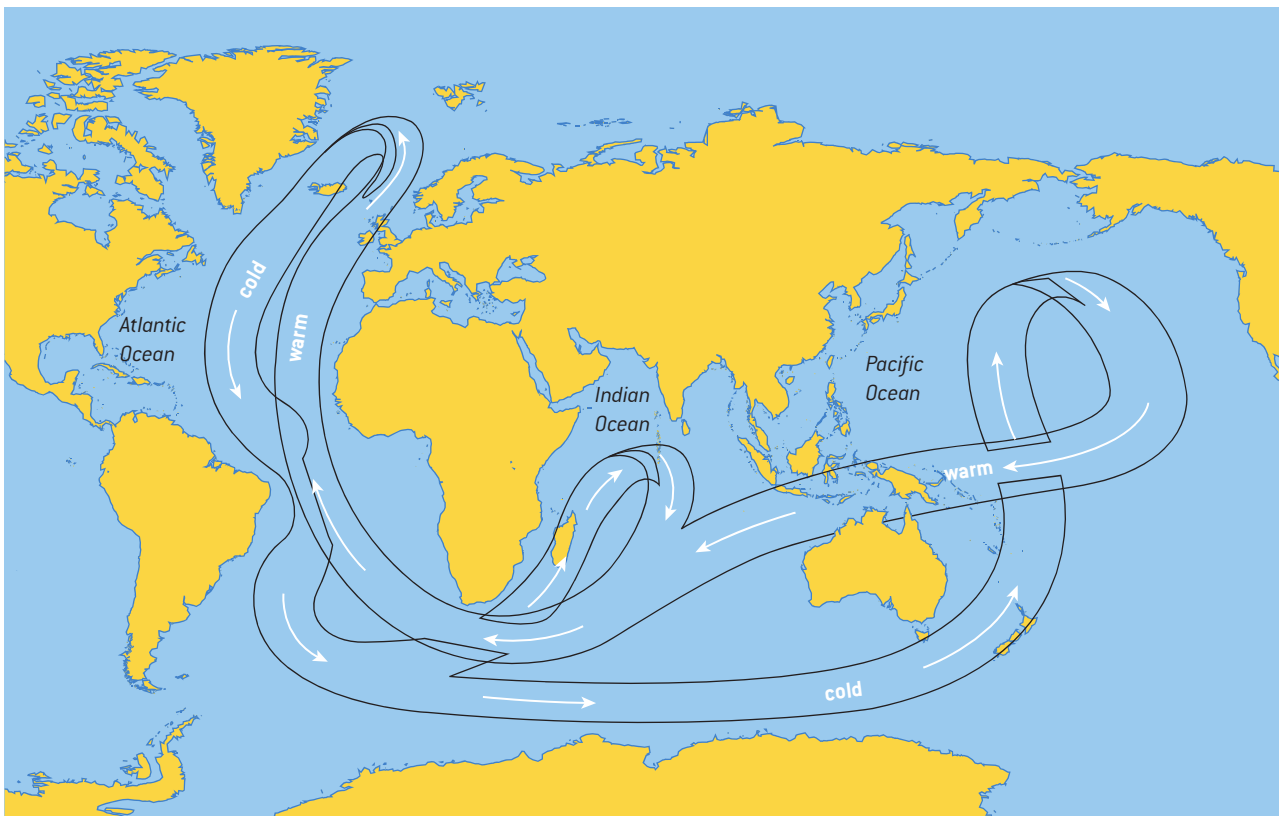 cold
warm
Atlantic
Ocean
Indian
Ocean
Pacific
Ocean
warm
cold